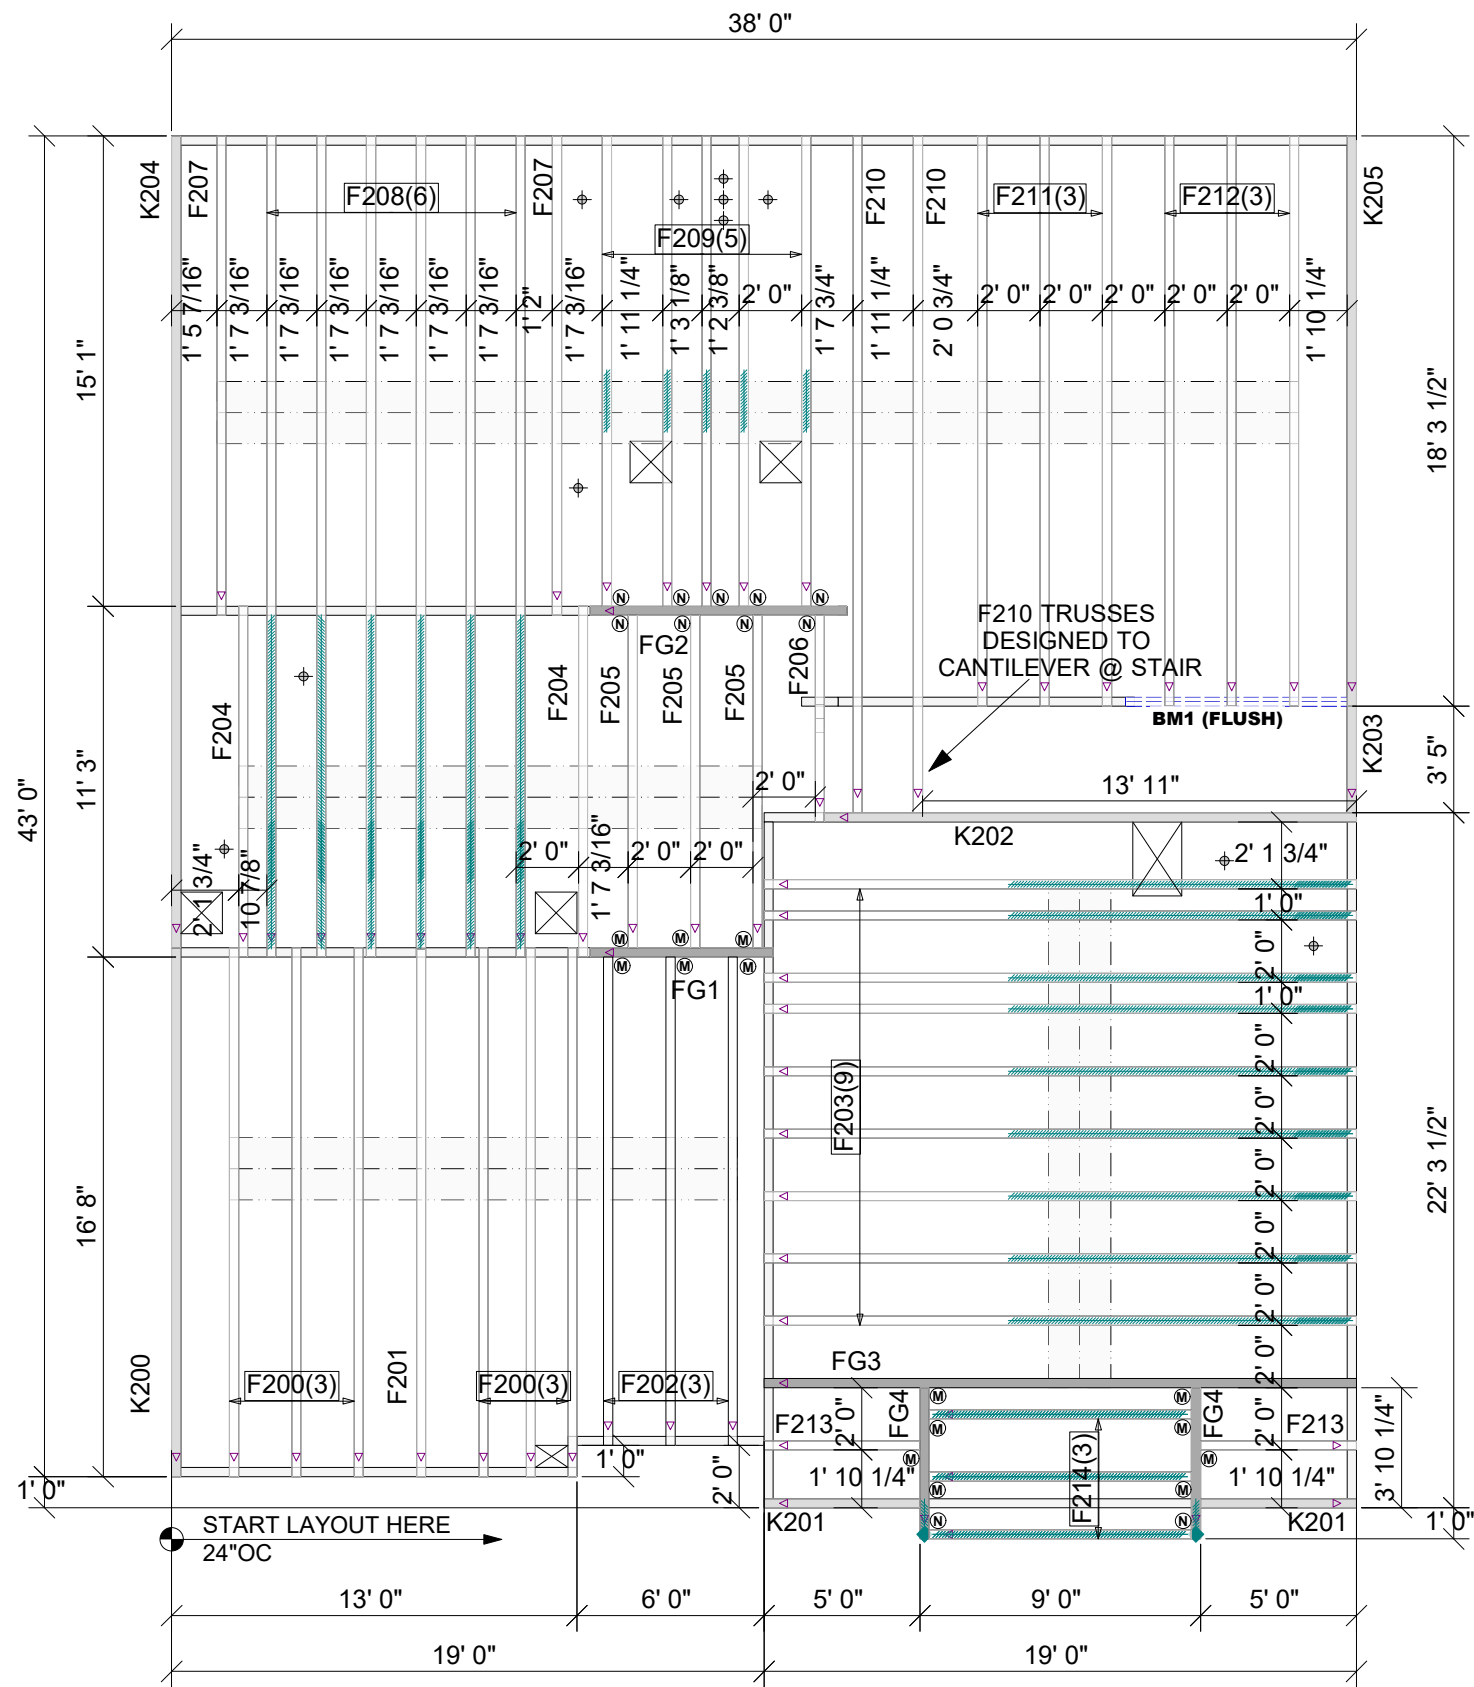 38' 0"
K204
F207
F208(6)
F207
F209(5)
F210
F210
F211(3)
F212(3)
K205
1' 5 7/16"
1' 7 3/16"
1' 7 3/16"
1' 7 3/16"
1' 7 3/16"
1' 7 3/16"
1' 7 3/16"
1' 2"
1' 7 3/16"
1' 11 1/4"
1' 3 1/8"
1' 2 3/8"
2' 0"
1' 7 3/4"
1' 11 1/4"
2' 0 3/4"
2' 0"
2' 0"
2' 0"
2' 0"
2' 0"
1' 10 1/4"
15' 1"
18' 3 1/2"
N
N
N
N
N
N
N
N
N
FG2
F210 TRUSSES
DESIGNED TO
CANTILEVER @ STAIR
F204
F204
F205
F205
F205
F206
BM1 (FLUSH)
K203
3' 5"
11' 3"
43' 0"
2' 0"
13' 11"
K202
2' 1 3/4"
2' 1 3/4"
10 7/8"
2' 0"
1' 7 3/16"
2' 0"
2' 0"
1' 0"
2' 0"
1' 0"
M
M
M
M
M
M
FG1
F203(9)
2' 0"
2' 0"
2' 0"
2' 0"
2' 0"
2' 0"
22' 3 1/2"
16' 8"
K200
F200(3)
F201
F200(3)
F202(3)
FG3
F213
2' 0"
FG4
M
M
M
M
FG4
2' 0"
F213
M
M
1' 10 1/4"
F214(3)
1' 10 1/4"
3' 10 1/4"
M
M
N
N
1' 0"
1' 0"
2' 0"
K201
K201
1' 0"
START LAYOUT HERE
24"OC
13' 0"
6' 0"
5' 0"
9' 0"
5' 0"
19' 0"
19' 0"